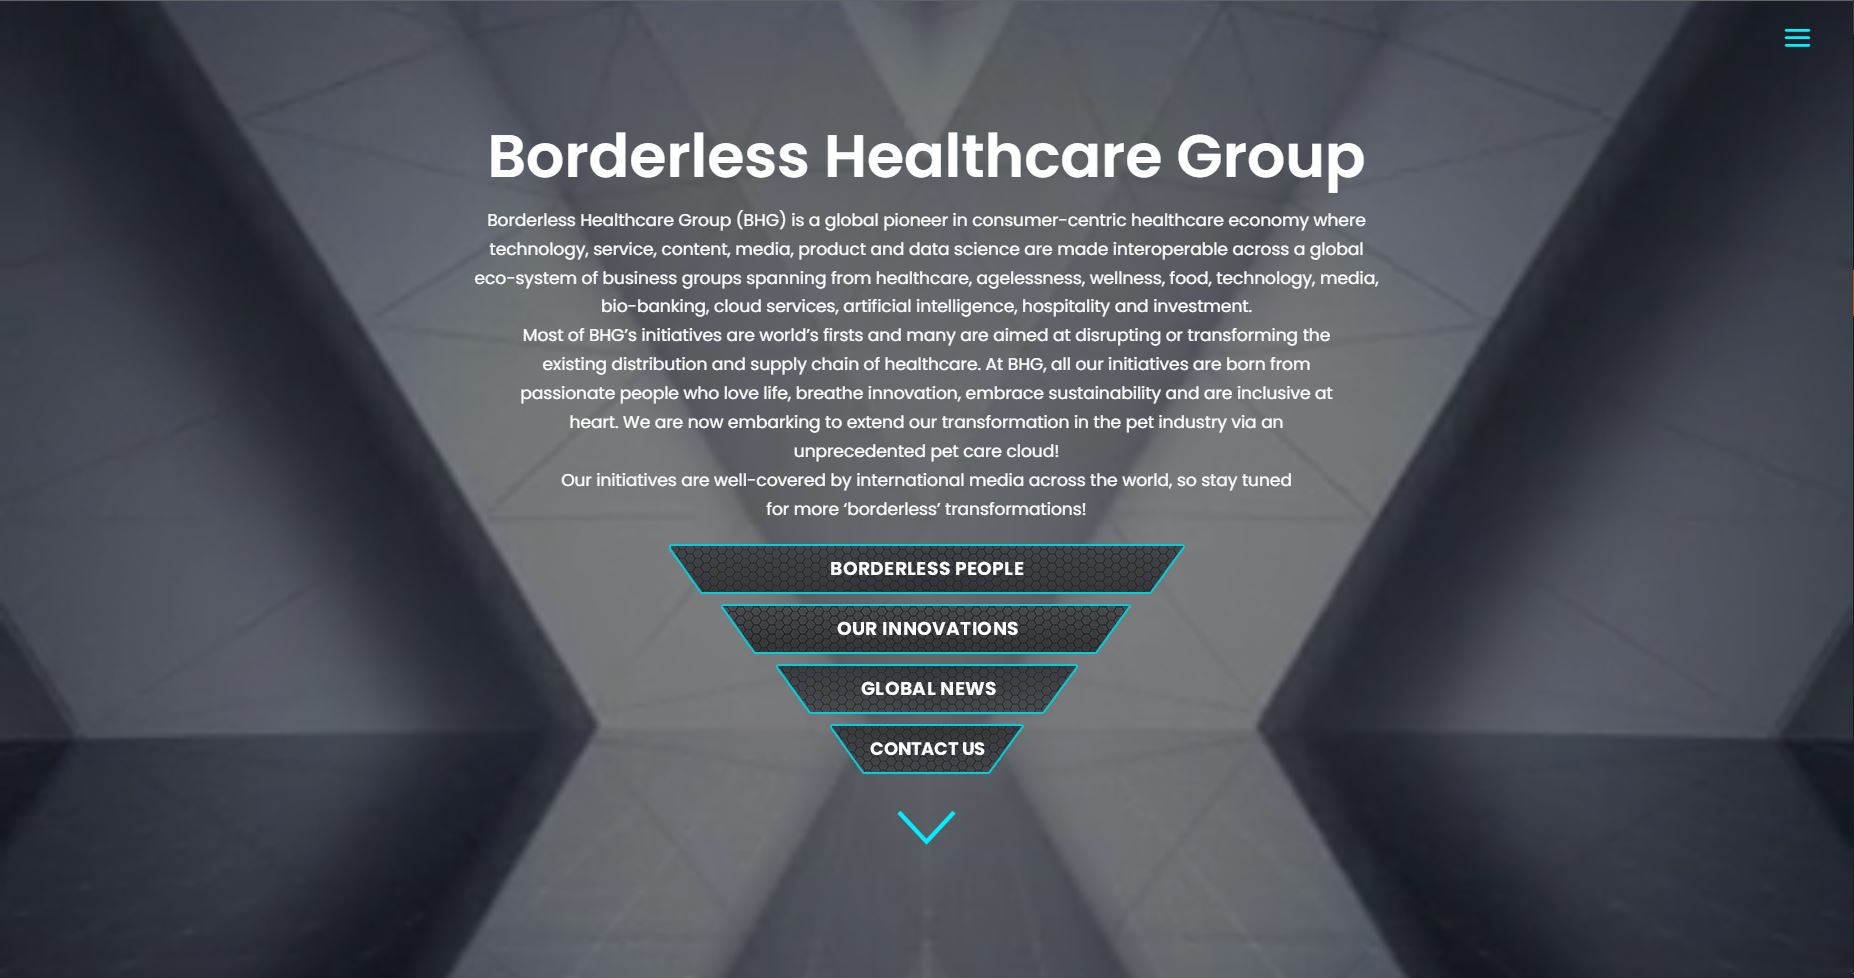 Borderless Healthcare Group
Borderless Healthcare Group (BHG) is a global pioneer in consumer-centric healthcare economy where
technology, service, content, media, product and data science are made interoperable across a global
eco-system of business groups spanning from healthcare, agelessness, wellness, food, technology, media,
bio-banking, cloud services, artificial intelligence, hospitality and investment.
Most of BHG’s initiatives are world’s firsts and many are aimed at disrupting or transforming the
existing distribution and supply chain of healthcare. At BHG, all our initiatives are born from
passionate people who love life, breathe innovation, embrace sustainability and are inclusive at
heart. We are now embarking to extend our transformation in the pet industry via an
unprecedented pet care cloud!
Our initiatives are well-covered by international media across the world, so stay tuned
for more ‘borderless’ transformations!
BORDERLESS PEOPLE
OUR INNOVATIONS
GLOBAL NEWS
CONTACT US